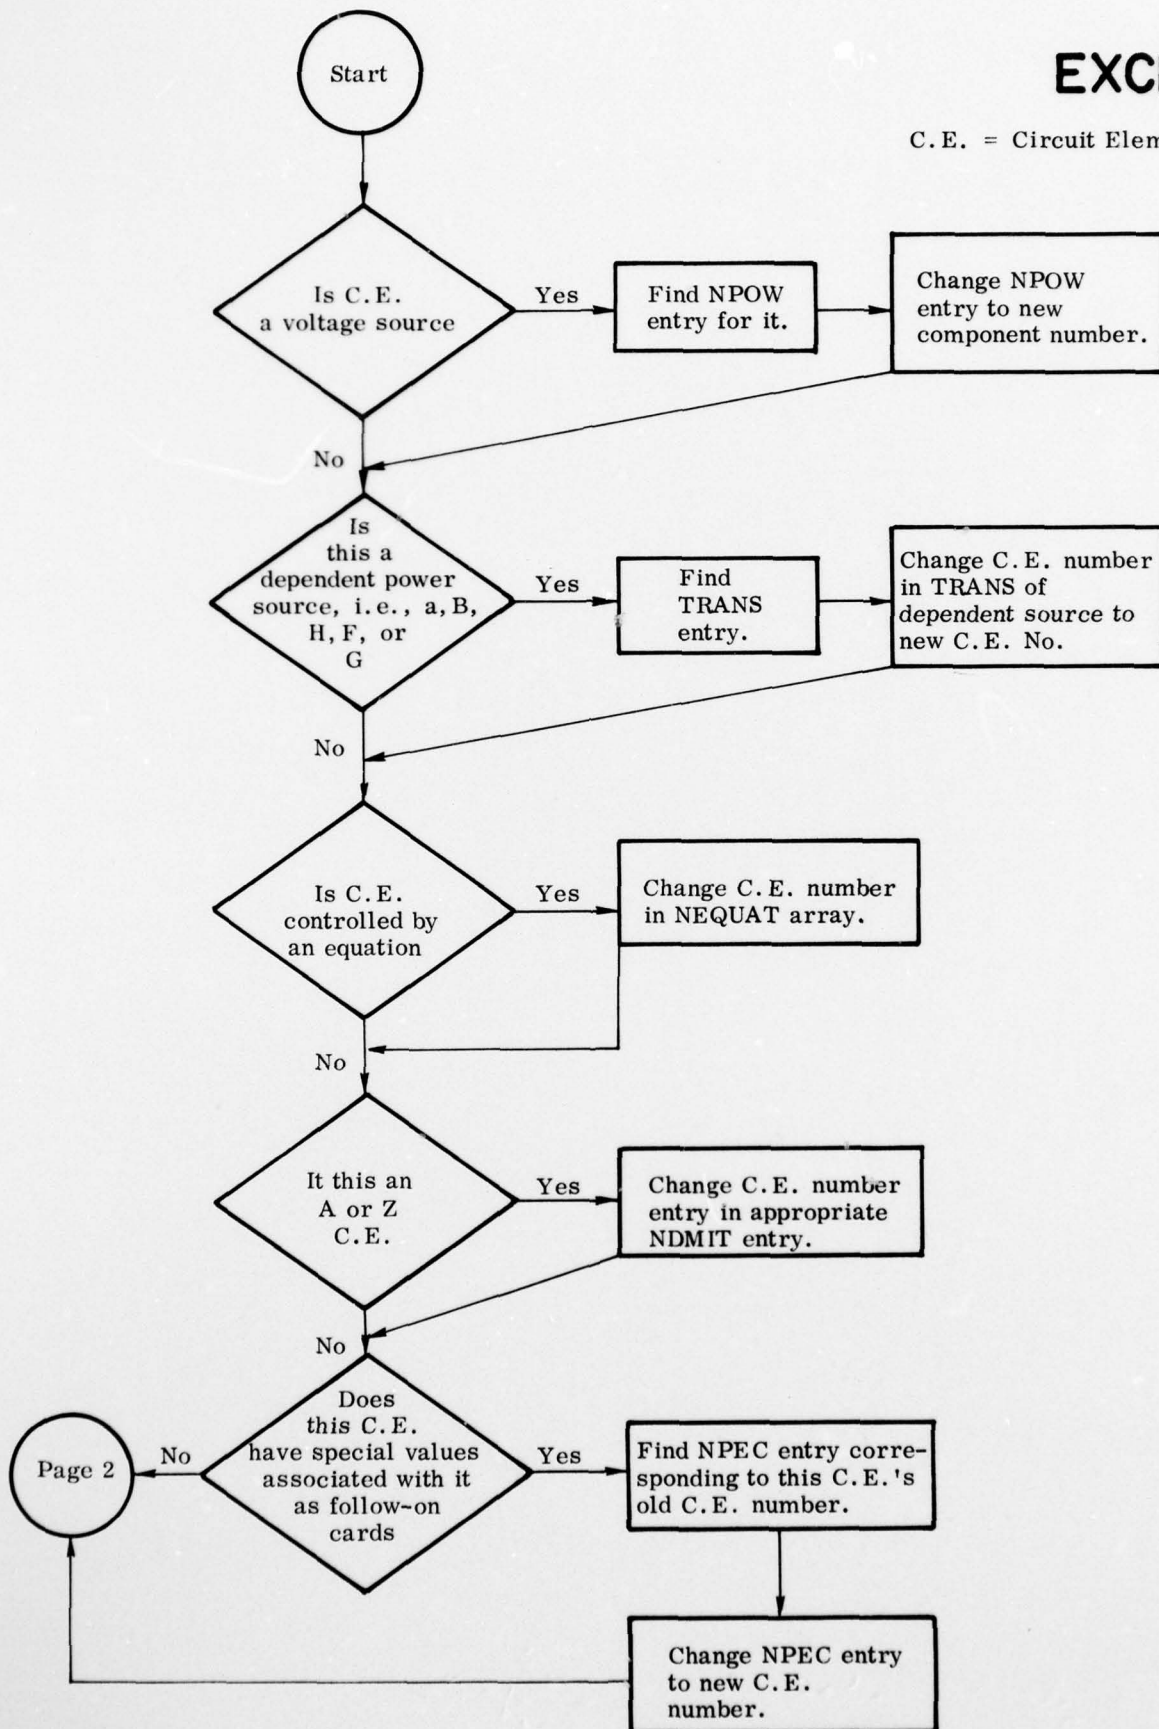 Start
EXC
C.E. = Circuit Elem
Is C.E.
a voltage source
Yes
Find NPOW
entry for it.
Change NPOW
entry to new
component number.
No
Is
this a
dependent power
source, i.e., a, B,
H, F, or
G
Yes
Find
TRANS
entry.
Change C.E. number
in TRANS of
dependent source to
new C.E. No.
No
Is C.E.
controlled by
an equation
Yes
Change C.E. number
in NEQUAT array.
No
It this an
A or Z
C.E.
Yes
Change C.E. number
entry in appropriate
NDMIT entry.
No
Does
this C.E.
have special values
associated with it
as follow-on
cards
No
Page 2
Yes
Find NPEC entry corre-
sponding to this C.E.'s
old C.E. number.
Change NPEC entry
to new C.E.
number.